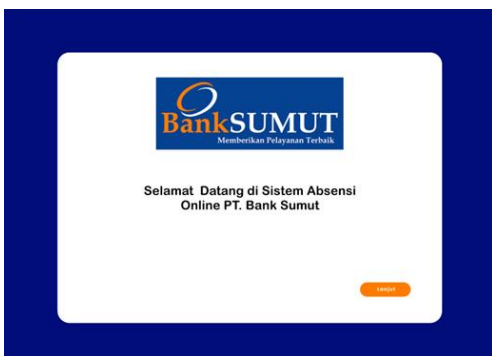 BankSUMUT
Memberikan Pelayanan Terbaik
Selamat Datang di Sistem Absensi
Online PT. Bank Sumut
Lanjut